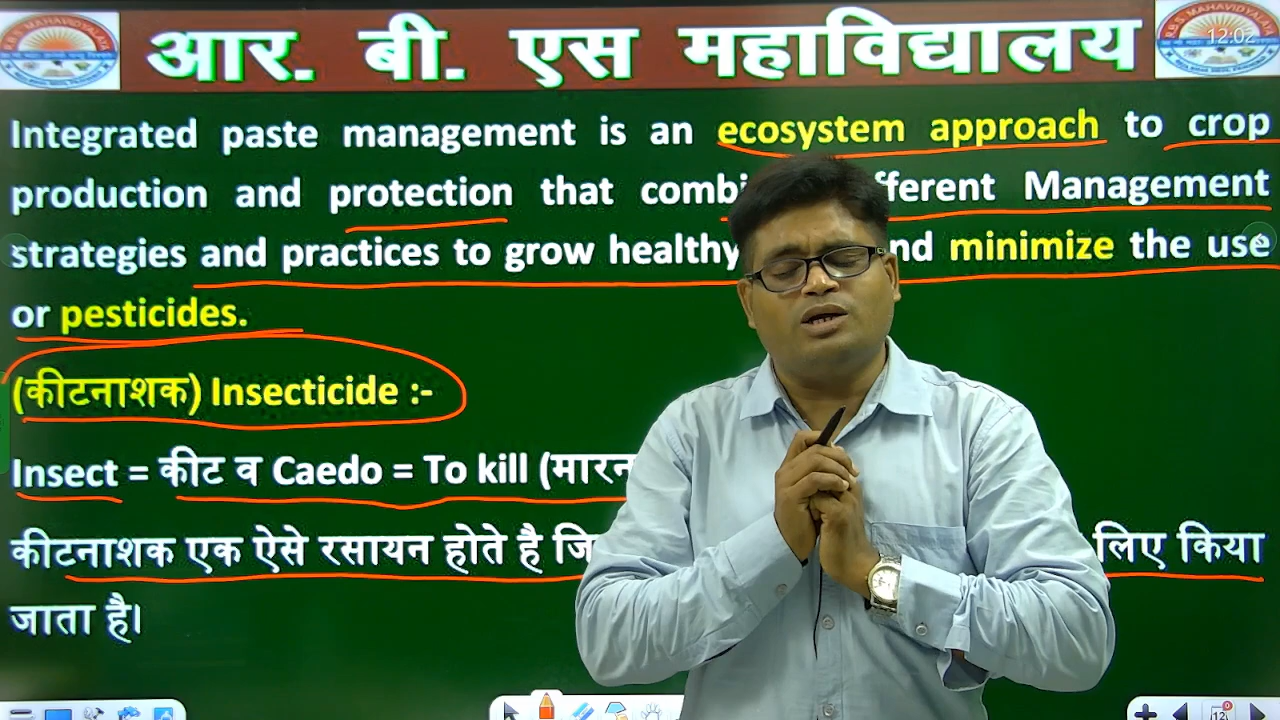 आर. बी. एस महाविद्यालय
12:02
Integrated paste management is an ecosystem approach to crop
production and protection that fferent Management
strategies and practices to grow healthy nd minimize the use
or pesticides.
(कीटनाशक) Insecticide :-
Insect = कीट व Caedo = To kill (मारन
कीटनाशक एक ऐसे रसायन होते है जि लिए किया
जाता है।